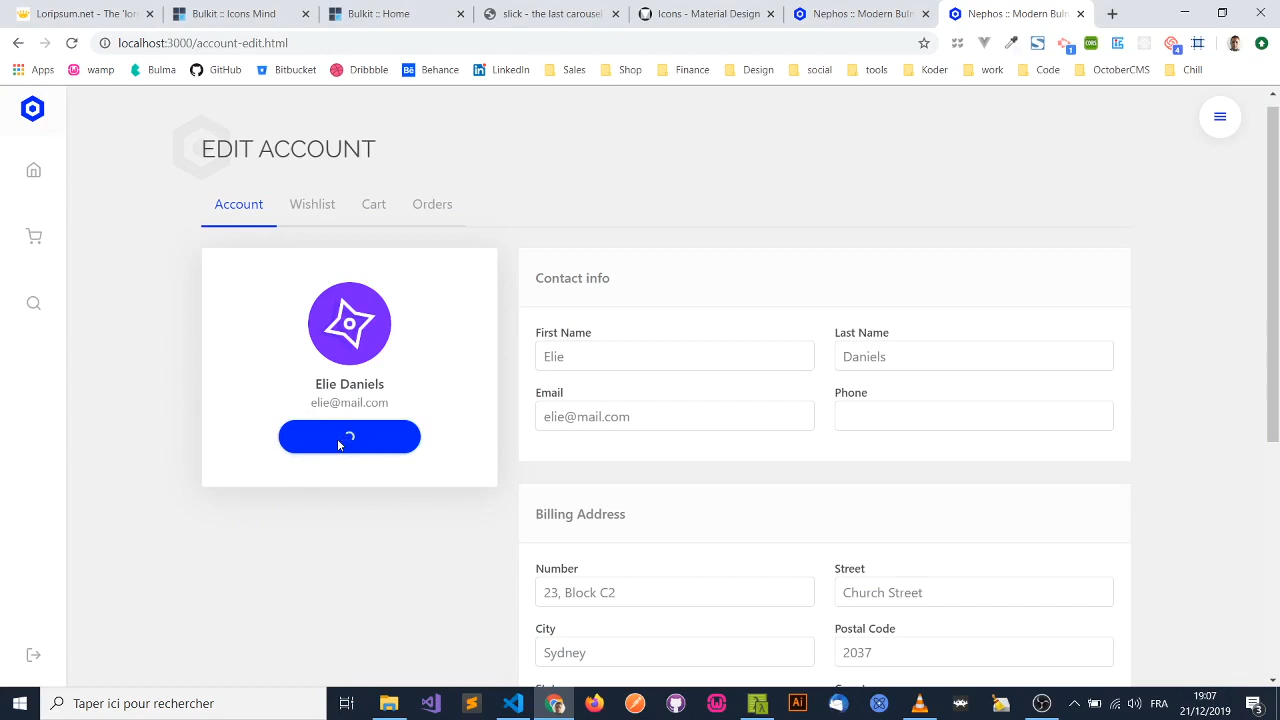 Loripsum.net - The 'lor
Bulkit - Mind
Bulkit - Mind
slick - the last carousel
Icons - Material Design
Nephos :: Modern Buln
Nephos :: Modern Buln
localhost:3000/account-edit.html
Apps wamp Bulma GitHub Bitbucket Dribbble Behance LinkedIn Sales Shop Finance Design social tools Koder work Code OctoberCMS Chill
EDIT ACCOUNT
Account Wishlist Cart Orders
Elie Daniels
elie@mail.com
Contact info
First Name Last Name
Elie Daniels
Email Phone
elie@mail.com
Billing Address
Number Street
23, Block C2 Church Street
City Postal Code
Sydney 2037
Taper ici pour rechercher
FRA
19:07
21/12/2019